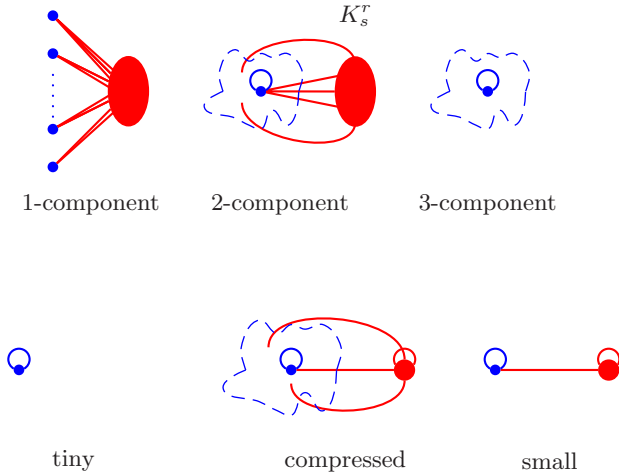 K_s^r
1-component 2-component 3-component
tiny compressed small